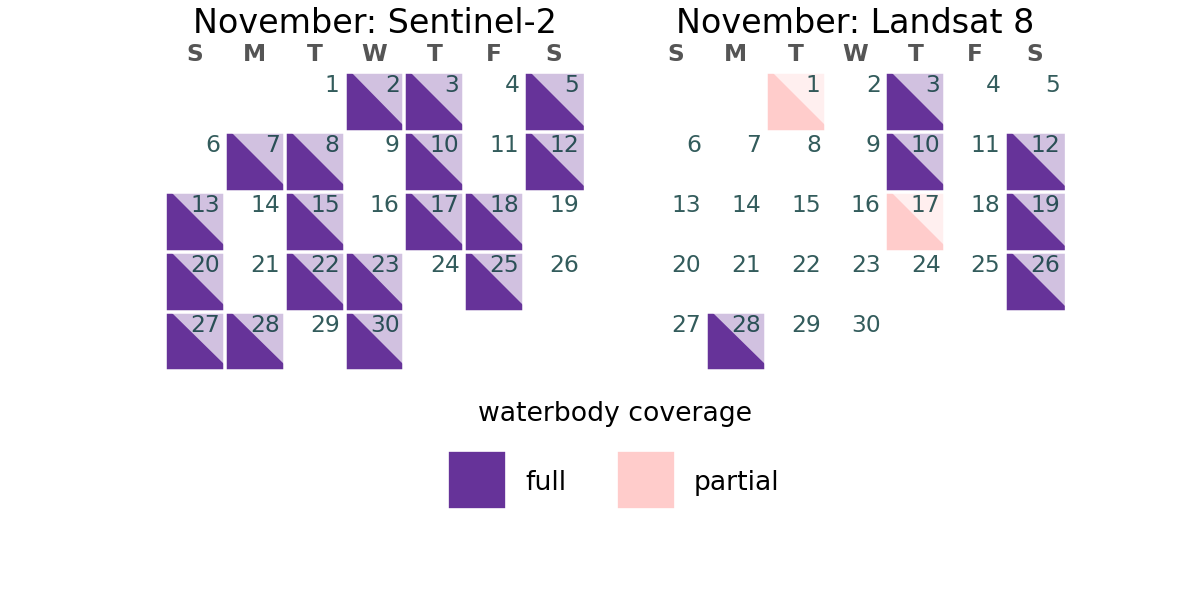 November: Sentinel-2
S M T W T F S
1 2 3 4 5
6 7 8 9 10 11 12
13 14 15 16 17 18 19
20 21 22 23 24 25 26
27 28 29 30
November: Landsat 8
S M T W T F S
1 2 3 4 5
6 7 8 9 10 11 12
13 14 15 16 17 18 19
20 21 22 23 24 25 26
27 28 29 30
waterbody coverage
full partial